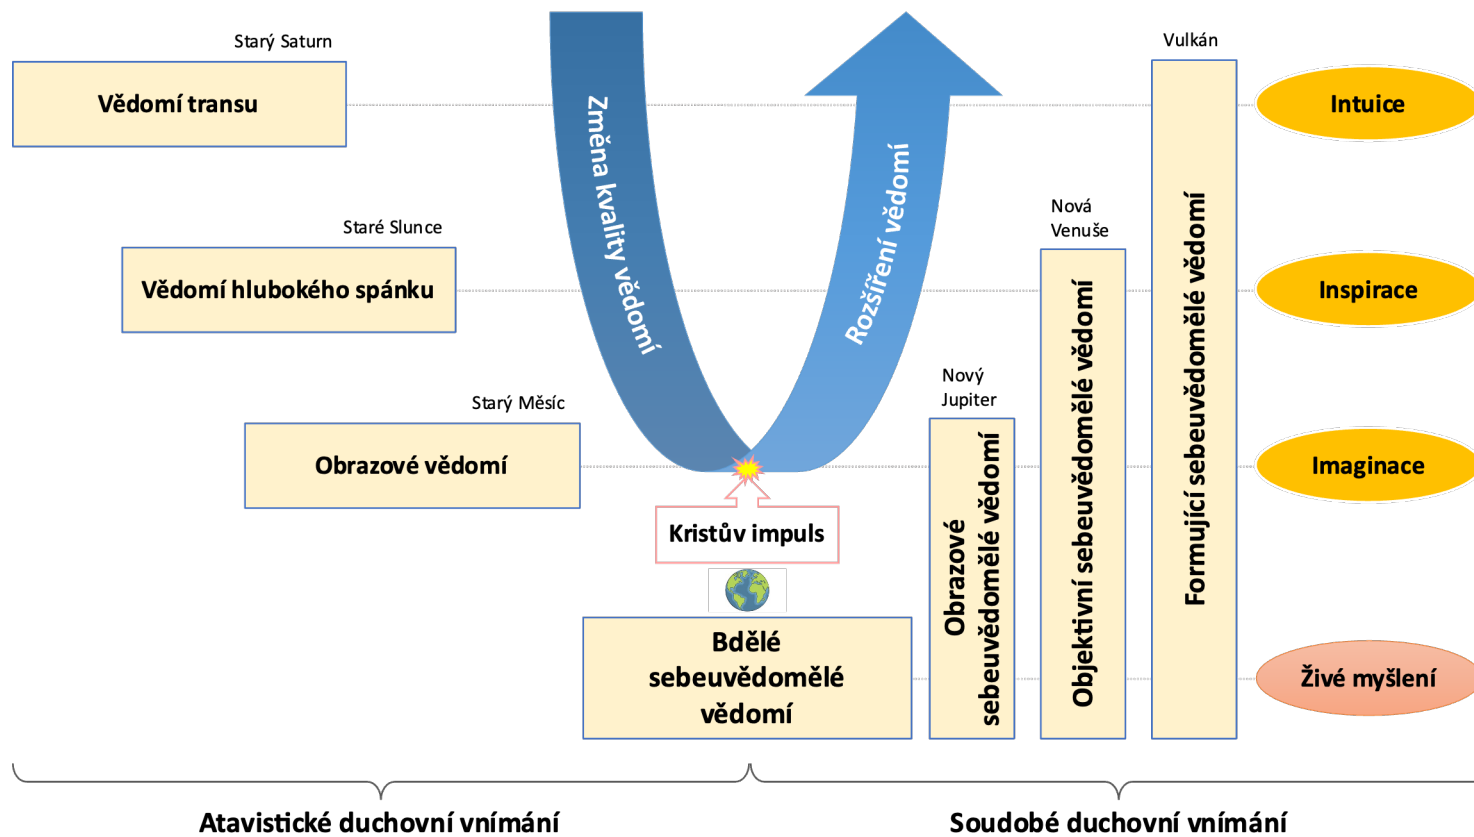 Starý Saturn
Vědomí transu
Staré Slunce
Vědomí hlubokého spánku
Starý Měsíc
Obrazové vědomí
Změna kvality vědomí
Rozšíření vědomí
Kristův impuls
Bdělé
sebeuvědomělé
vědomí
Nový
Jupiter
Obrazové
sebeuvědomělé vědomí
Nová
Venuše
Objektivní sebeuvědomělé vědomí
Vulkán
Formující sebeuvědomělé vědomí
Intuice
Inspirace
Imaginace
Živé myšlení
Atavistické duchovní vnímání
Soudobé duchovní vnímání